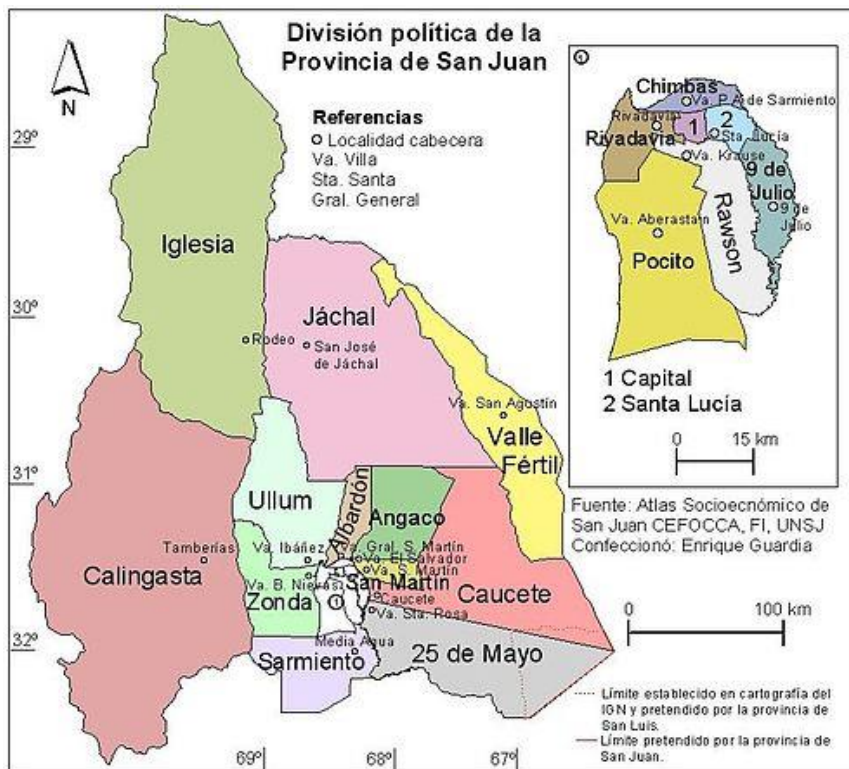 División política de la
Provincia de San Juan
N
Referencias
Localidad cabecera
Va. Villa
Sta. Santa
Gral. General
29º
30º
31º
32º
69º
68º
67º
Iglesia
Rodeo
Jáchal
San José
de Jáchal
Va. San Agustín
Valle
Fértil
Ullum
Albardón
Angaco
Calingasta
Tamberías
Va. Ibáñez
Va. Gral. S. Martín
Va. El Salvador
Va. S. Martín
San Martín
Va. B. Nieves
Zonda
1
Caucete
Va. Sta. Rosa
Caucete
Media Agua
Sarmiento
25 de Mayo
1
Chimbas
Va. P. A. de Sarmiento
Rivadavia
Rivadavia
1
2
Sta. Lucía
Va. Krause
9 de
Julio
9 de
Julio
Va. Aberastain
Pocito
Rawson
1 Capital
2 Santa Lucía
0 15 km
Fuente: Atlas Socioecnómico de
San Juan CEFOCCA, FI, UNSJ
Confeccionó: Enrique Guardia
0 100 km
Límite establecido en cartografía del
IGN y pretendido por la provincia de
San Luis.
Límite pretendido por la provincia de
San Juan.